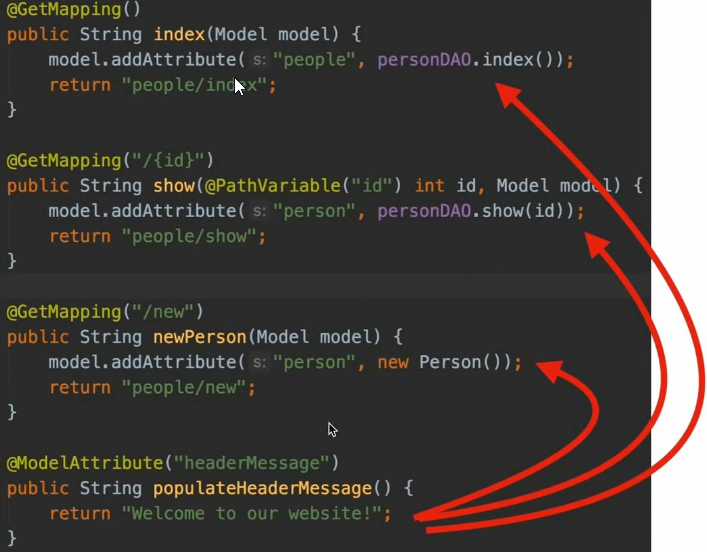 @GetMapping()
public String index(Model model) {
model.addAttribute( s: "people", personDAO.index());
return "people/index";
}
@GetMapping("/{id}")
public String show(@PathVariable("id") int id, Model model) {
model.addAttribute( s: "person", personDAO.show(id));
return "people/show";
}
@GetMapping("/new")
public String newPerson(Model model) {
model.addAttribute( s: "person", new Person());
return "people/new";
}
@ModelAttribute("headerMessage")
public String populateHeaderMessage() {
return "Welcome to our website!";
}